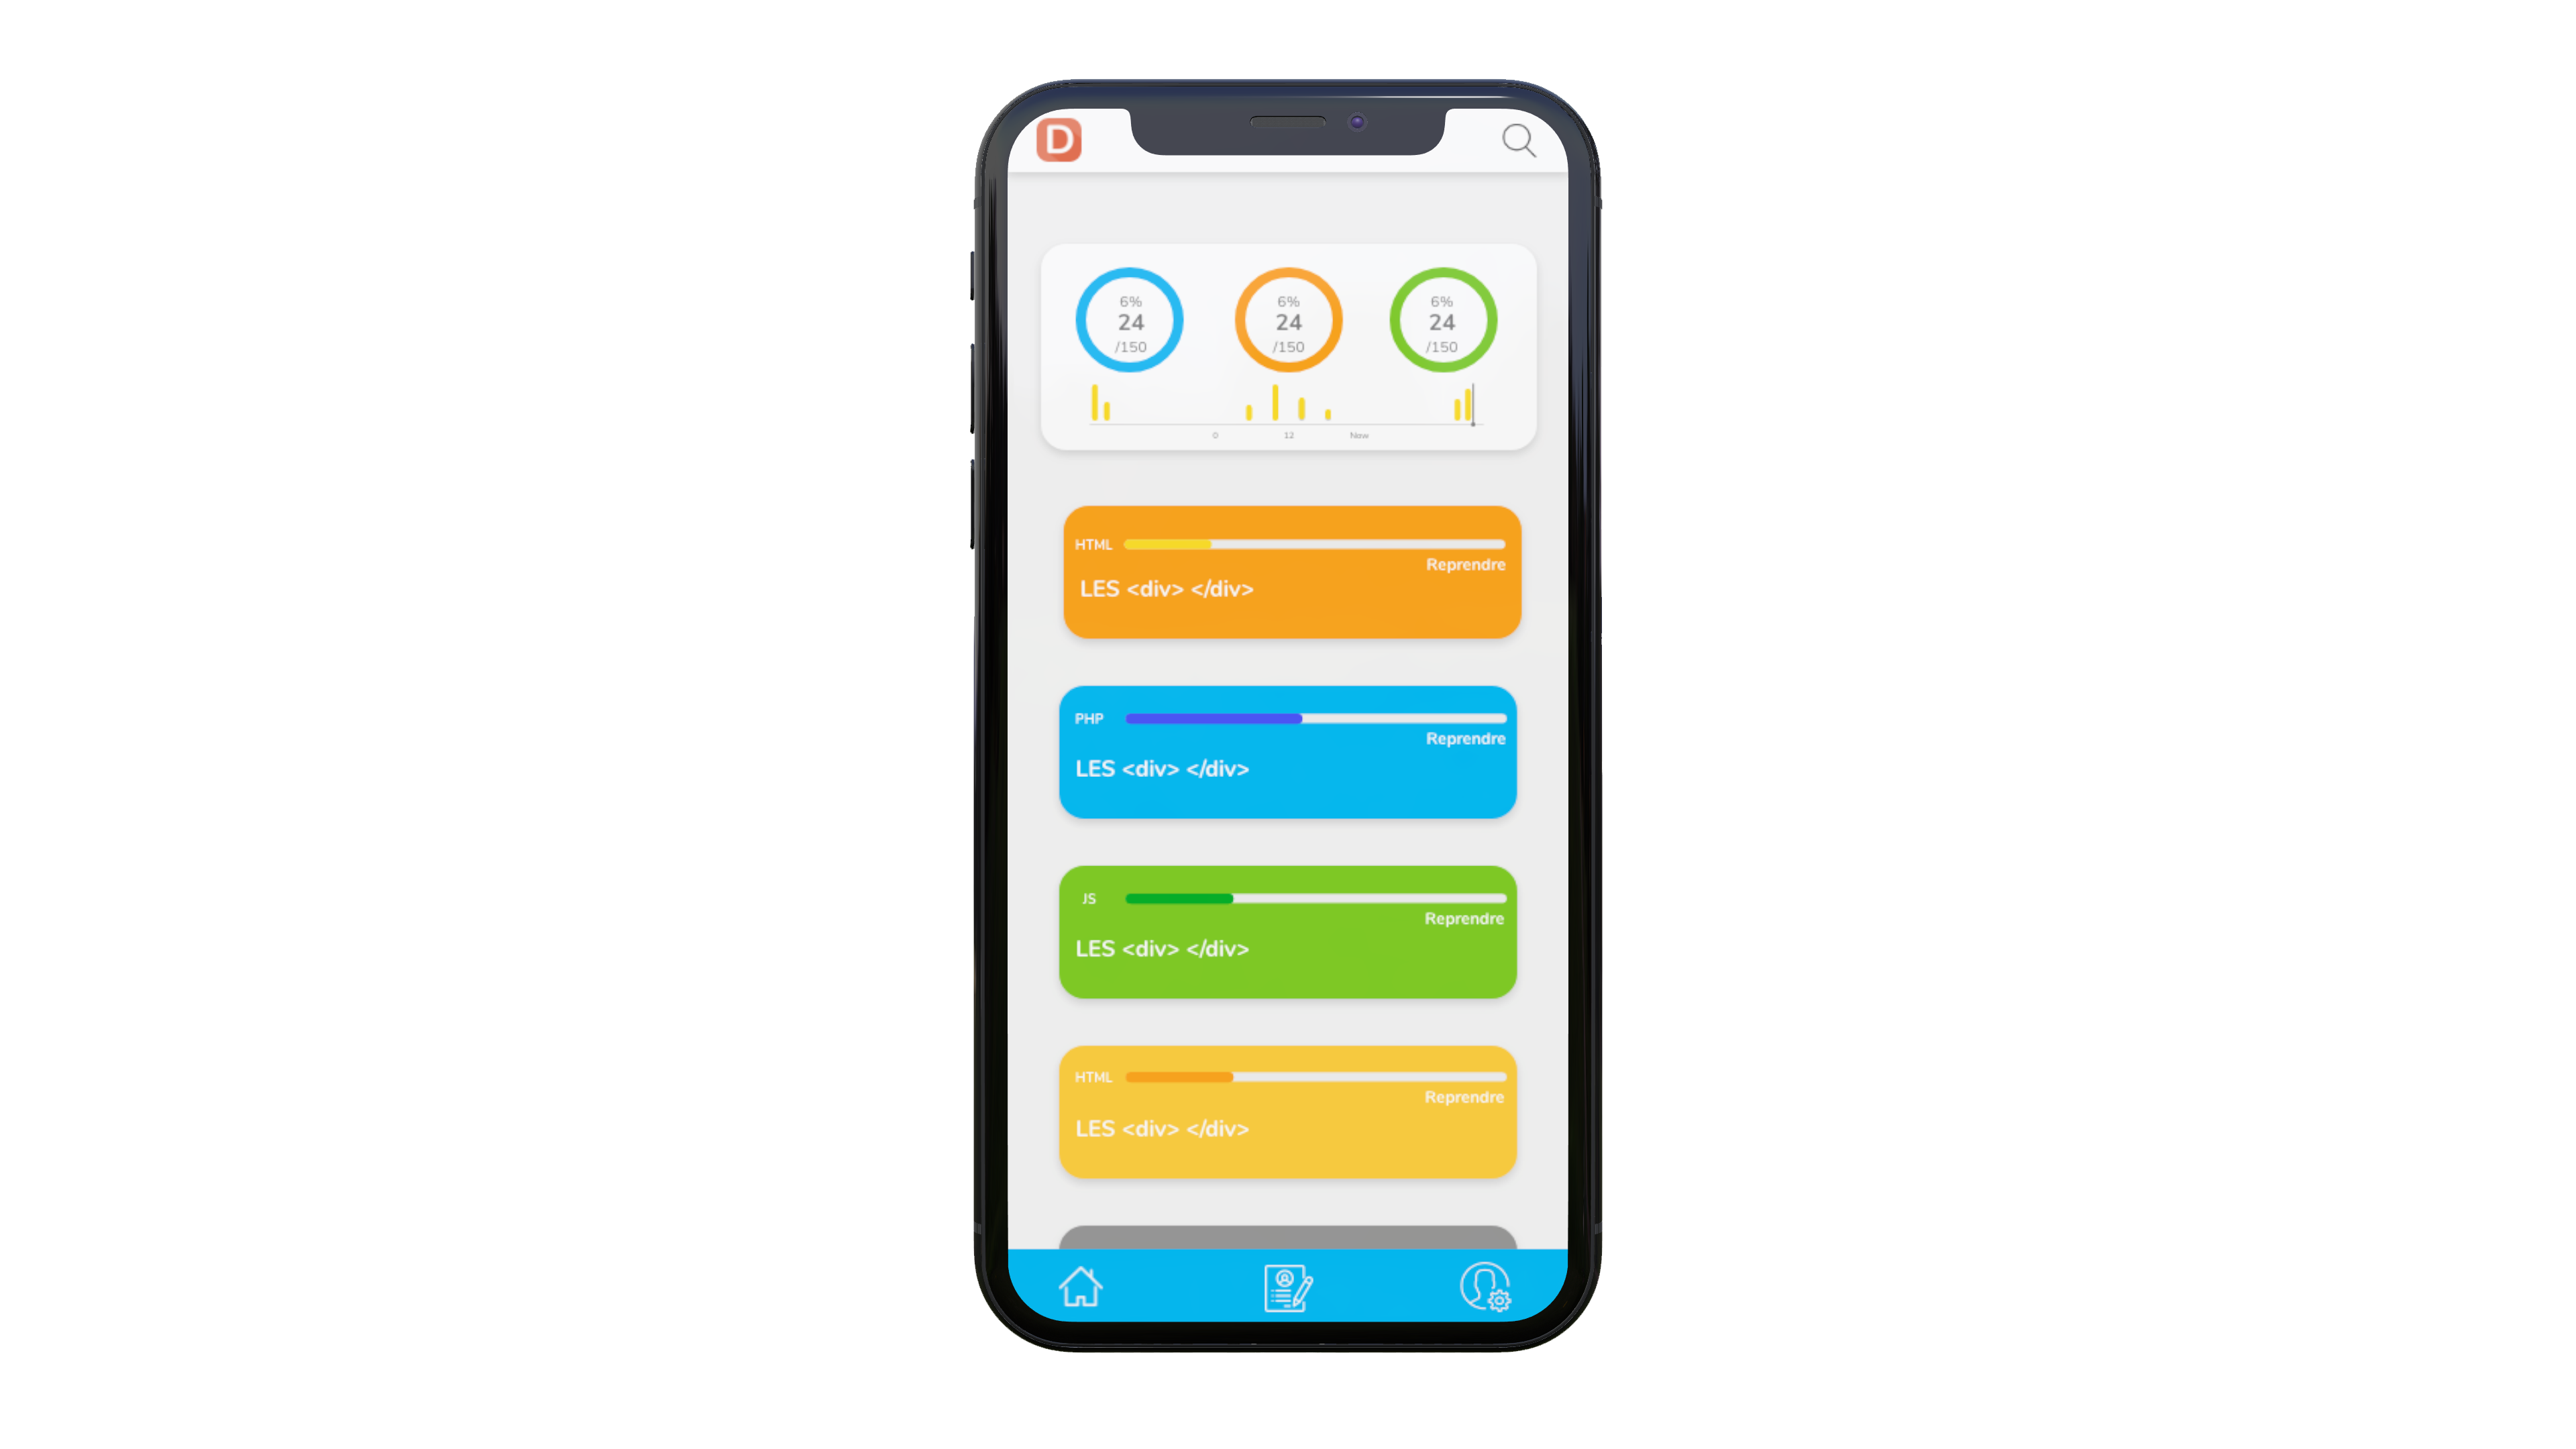 D
6% 6% 6%
24 24 24
/150 /150 /150
0 12 Now
HTML
Reprendre
LES <div> </div>
PHP
Reprendre
LES <div> </div>
JS
Reprendre
LES <div> </div>
HTML
Reprendre
LES <div> </div>